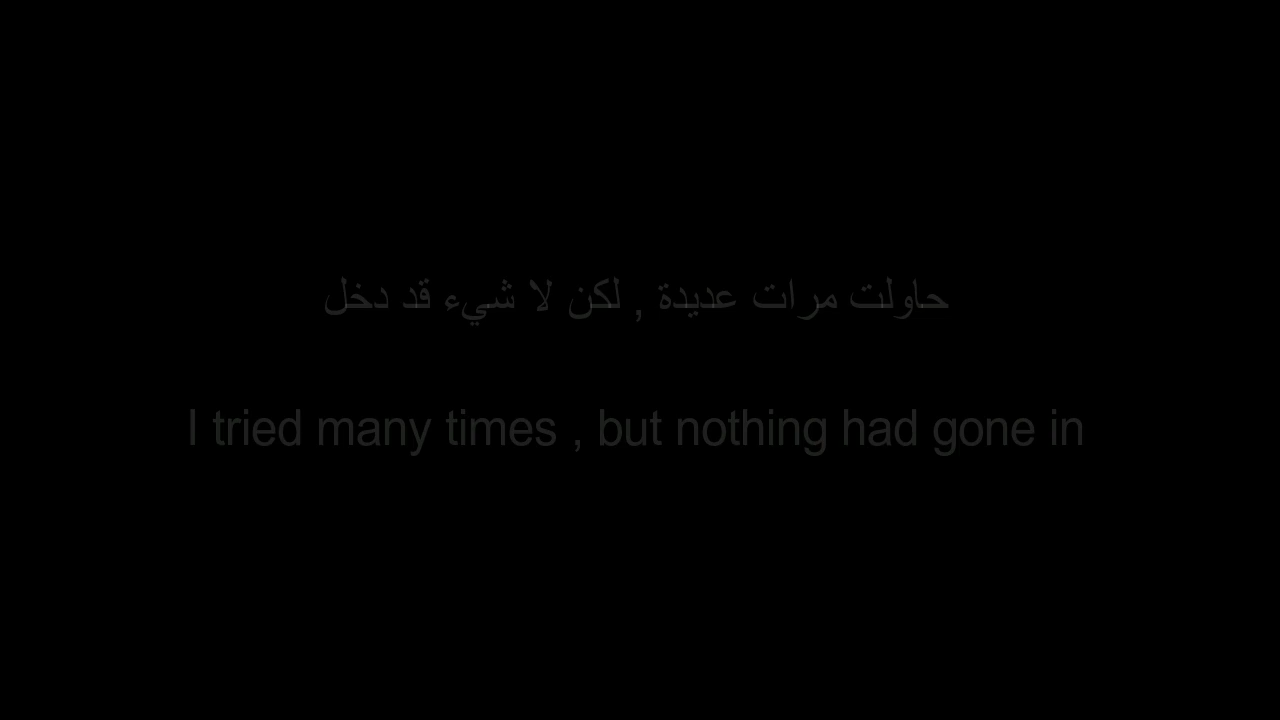 حاولت مرات عديدة , لكن لا شيء قد دخل
I tried many times , but nothing had gone in